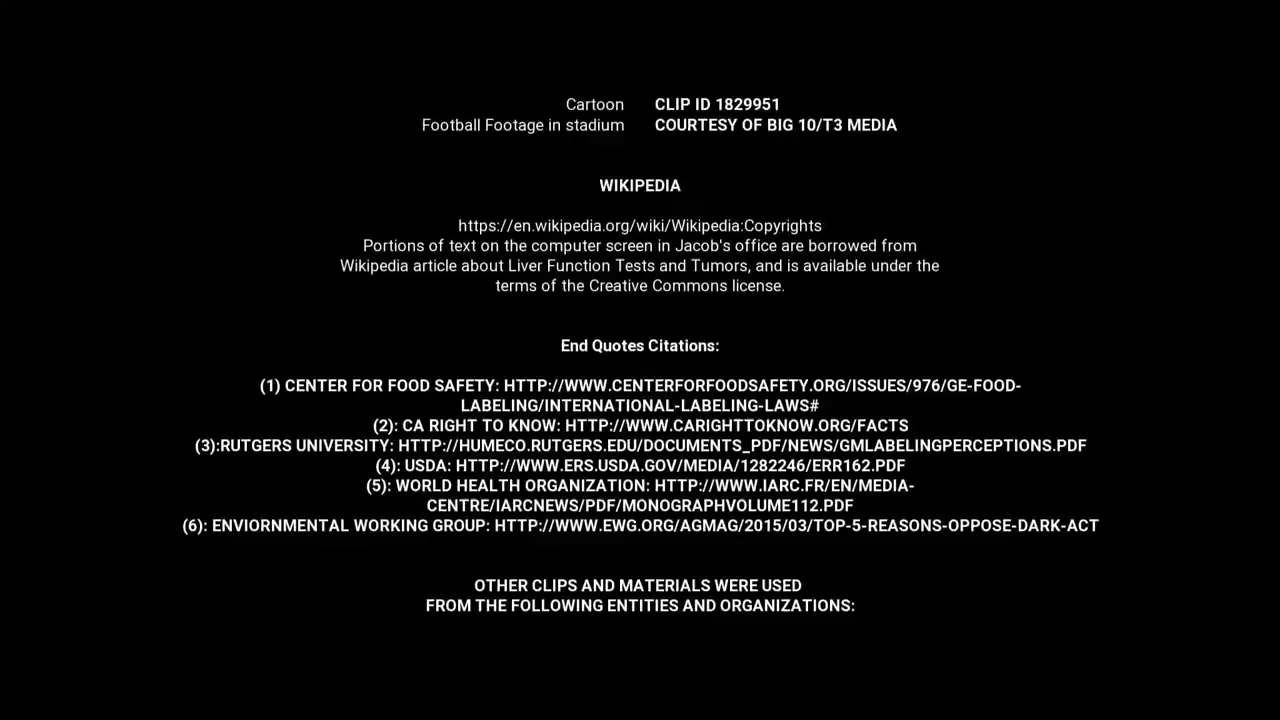 Cartoon CLIP ID 1829951
Football Footage in stadium COURTESY OF BIG 10/T3 MEDIA
WIKIPEDIA
https://en.wikipedia.org/wiki/Wikipedia:Copyrights
Portions of text on the computer screen in Jacob's office are borrowed from
Wikipedia article about Liver Function Tests and Tumors, and is available under the
terms of the Creative Commons license.
End Quotes Citations:
(1) CENTER FOR FOOD SAFETY: HTTP://WWW.CENTERFORFOODSAFETY.ORG/ISSUES/976/GE-FOOD-
LABELING/INTERNATIONAL-LABELING-LAWS#
(2): CA RIGHT TO KNOW: HTTP://WWW.CARIGHTTOKNOW.ORG/FACTS
(3):RUTGERS UNIVERSITY: HTTP://HUMECO.RUTGERS.EDU/DOCUMENTS_PDF/NEWS/GMLABELINGPERCEPTIONS.PDF
(4): USDA: HTTP://WWW.ERS.USDA.GOV/MEDIA/1282246/ERR162.PDF
(5): WORLD HEALTH ORGANIZATION: HTTP://WWW.IARC.FR/EN/MEDIA-
CENTRE/IARCNEWS/PDF/MONOGRAPHVOLUME112.PDF
(6): ENVIORNMENTAL WORKING GROUP: HTTP://WWW.EWG.ORG/AGMAG/2015/03/TOP-5-REASONS-OPPOSE-DARK-ACT
OTHER CLIPS AND MATERIALS WERE USED
FROM THE FOLLOWING ENTITIES AND ORGANIZATIONS: